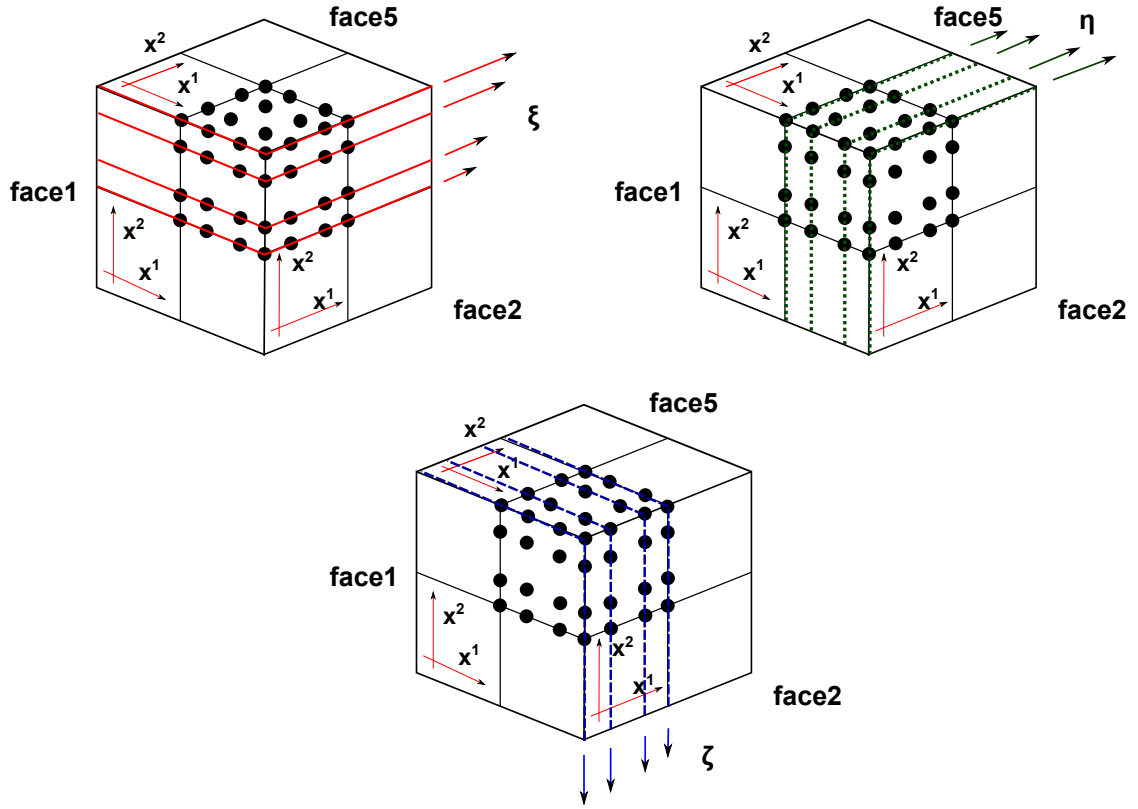 face5
x²
x¹
ξ
face1
x²
x¹
x²
x¹
face2
face5
η
x²
x¹
face1
x²
x¹
x²
x¹
face2
face5
x²
x¹
face1
x²
x¹
x²
x¹
face2
ζ